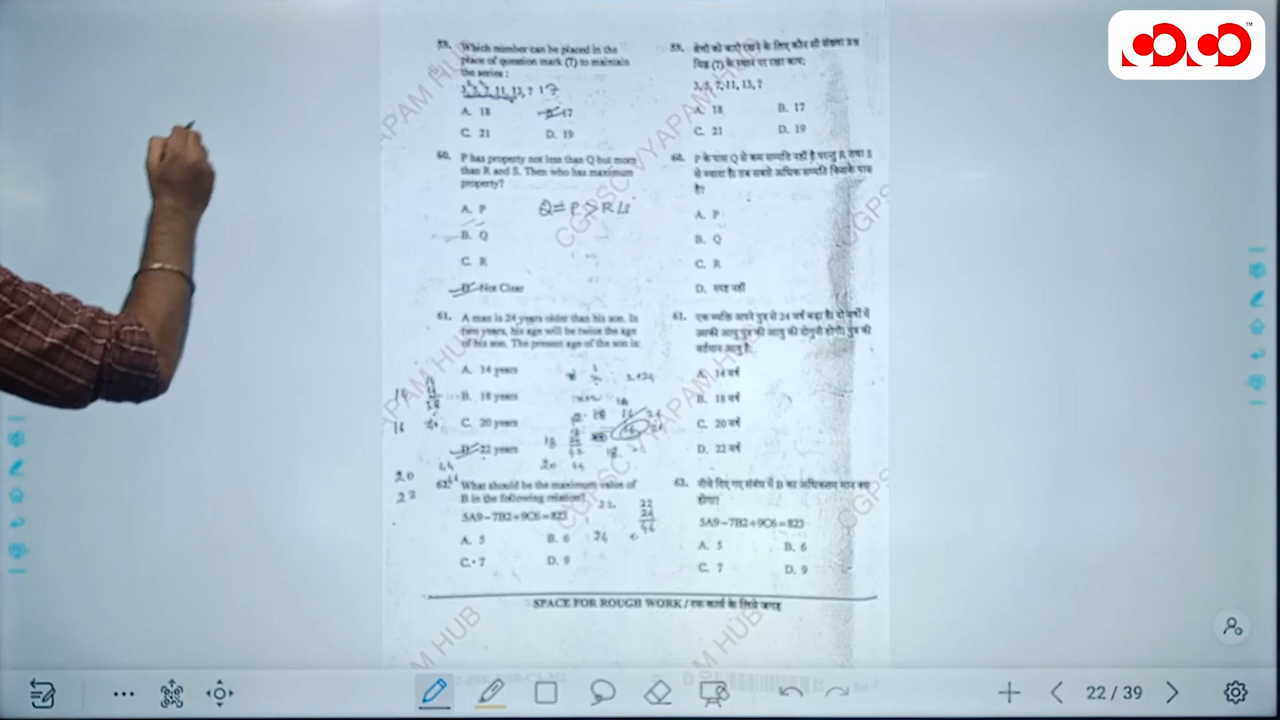 59. Which number can be placed in the
place of question mark (?) to maintain
the series :
3, 5, 7, 11, 13, ? 17
A. 18
B. 17
C. 21
D. 19
60. P has property not less than Q but more
than R and S. Then who has maximum
property?
A. P
Q = P > R
B. Q
C. R
D. Not Clear
61. A man is 24 years older than his son. In
two years, his age will be twice the age
of his son. The present age of the son is:
A. 14 years
B. 18 years
C. 20 years
D. 22 years
62. What should be the maximum value of
B in the following relation?
5A9-7B2+9C6=823
A. 5
B. 6
C. 7
D. 9
59. श्रेणी को जारी रखने के लिए कौन सी संख्या प्रश्न
चिन्ह (?) के स्थान पर रखा जाय:
3, 5, 7, 11, 13, ?
A. 18
B. 17
C. 21
D. 19
60. P के पास Q से कम सम्पत्ति नहीं है परन्तु R तथा S
से ज्यादा है। तब सबसे अधिक सम्पत्ति किसके पास
है?
A. P
B. Q
C. R
D. स्पष्ट नहीं
61. एक व्यक्ति अपने पुत्र से 24 वर्ष बड़ा है। दो वर्षों में
उसकी आयु पुत्र की आयु की दोगुनी होगी। पुत्र की
वर्तमान आयु है:
A. 14 वर्ष
B. 18 वर्ष
C. 20 वर्ष
D. 22 वर्ष
62. नीचे दिए गए संबंध में B का अधिकतम मान क्या
होगा?
5A9-7B2+9C6=823
A. 5
B. 6
C. 7
D. 9
SPACE FOR ROUGH WORK / रफ कार्य के लिये जगह
CGPSC VYAPAM HUB
22 / 39